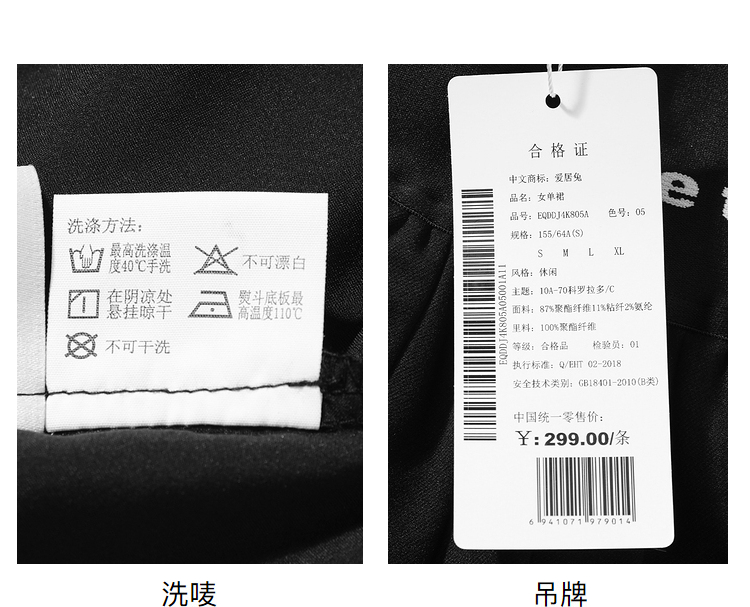 洗涤方法:
最高洗涤温
度40℃手洗
不可漂白
在阴凉处
悬挂晾干
熨斗底板最
高温度110℃
不可干洗
洗唛
合格证
中文商标: 爱居兔
品名: 女单裙
品号: EQDDJ4K805A 色号: 05
规格: 155/64A(S)
S M L XL
风格: 休闲
主题: 10A-70科罗拉多/C
面料: 87%聚酯纤维11%粘纤2%氨纶
里料: 100%聚酯纤维
等级: 合格品 检验员: 01
执行标准: Q/EHT 02-2018
安全技术类别: GB18401-2010(B类)
EQDDJ4K805A05001A11
中国统一零售价:
¥: 299.00/条
6 941071 979014
et
吊牌